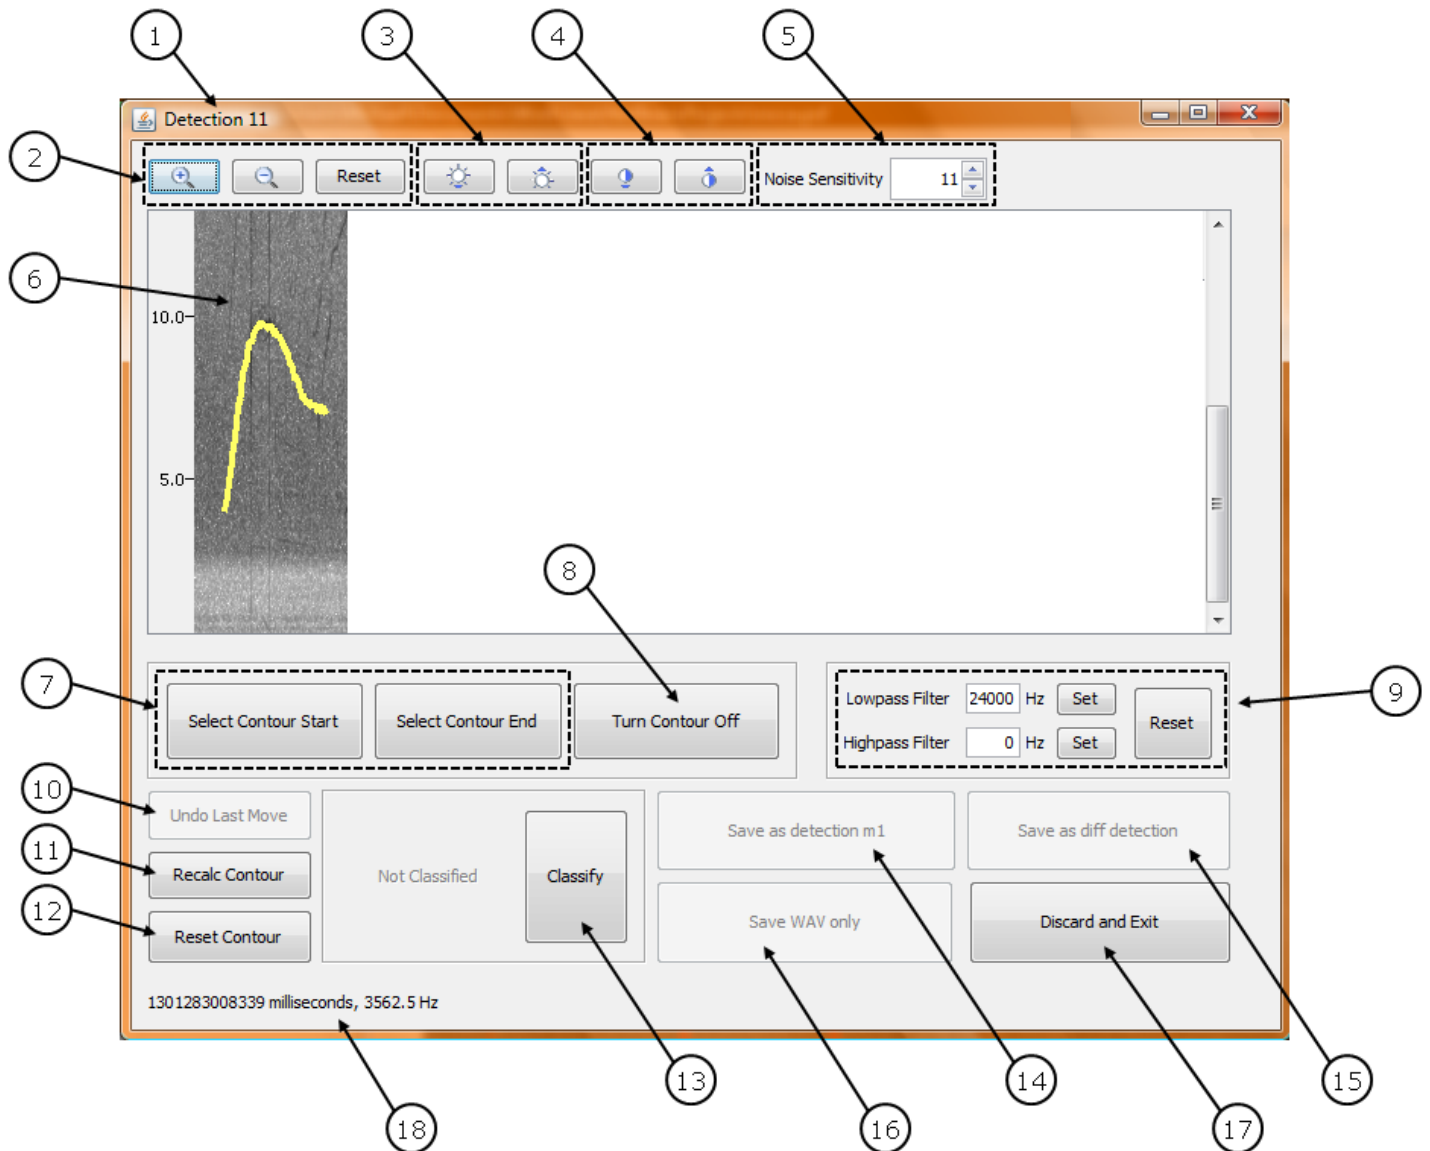 1
3
4
5
Detection 11
2
Reset
Noise Sensitivity 11
6
10.0
5.0
8
7
Select Contour Start
Select Contour End
Turn Contour Off
Lowpass Filter 24000 Hz Set
Highpass Filter 0 Hz Set
Reset
9
10
Undo Last Move
11
Recalc Contour
12
Reset Contour
Not Classified
Classify
Save as detection m1
Save as diff detection
Save WAV only
Discard and Exit
1301283008339 milliseconds, 3562.5 Hz
13
14
15
18
16
17